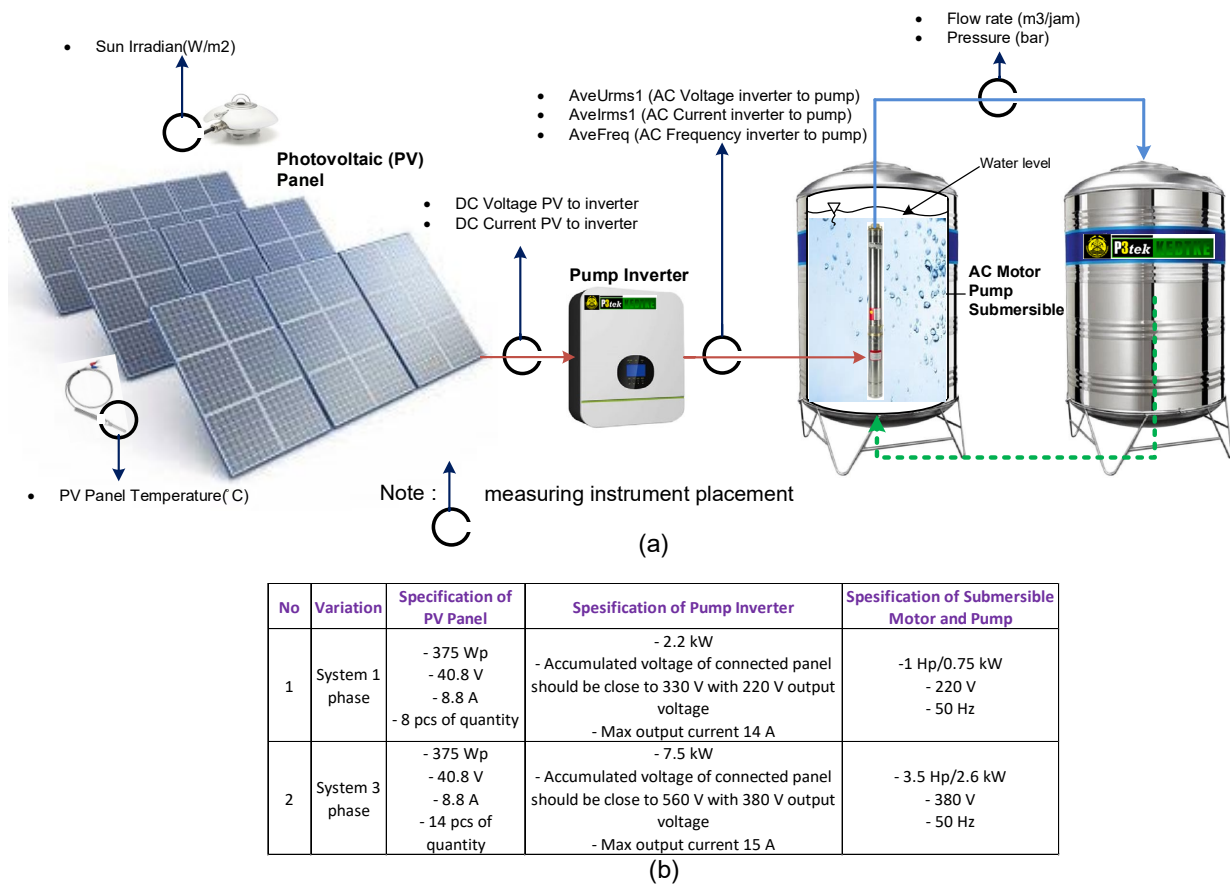 • Sun Irradian(W/m2)
• Flow rate (m3/jam)
• Pressure (bar)
• AveUrms1 (AC Voltage inverter to pump)
• AveIrms1 (AC Current inverter to pump)
• AveFreq (AC Frequency inverter to pump)
Photovoltaic (PV)
Panel
Water level
• DC Voltage PV to inverter
• DC Current PV to inverter
Pump Inverter
P3tek
P3tek
AC Motor
Pump
Submersible
• PV Panel Temperature(°C)
Note :
measuring instrument placement
(a)
No
Variation
Specification of
PV Panel
Spesification of Pump Inverter
Spesification of Submersible
Motor and Pump
1
System 1
phase
- 375 Wp
- 40.8 V
- 8.8 A
- 8 pcs of quantity
- 2.2 kW
- Accumulated voltage of connected panel
should be close to 330 V with 220 V output
voltage
- Max output current 14 A
-1 Hp/0.75 kW
- 220 V
- 50 Hz
2
System 3
phase
- 375 Wp
- 40.8 V
- 8.8 A
- 14 pcs of
quantity
- 7.5 kW
- Accumulated voltage of connected panel
should be close to 560 V with 380 V output
voltage
- Max output current 15 A
- 3.5 Hp/2.6 kW
- 380 V
- 50 Hz
(b)